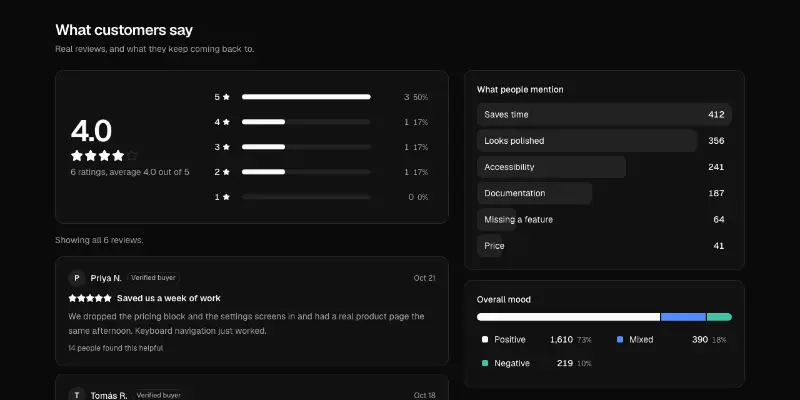 What customers say
Real reviews, and what they keep coming back to.
4.0
6 ratings, average 4.0 out of 5
5 3 50%
4 1 17%
3 1 17%
2 1 17%
1 0 0%
Showing all 6 reviews.
P Priya N. Verified buyer Oct 21
Saved us a week of work
We dropped the pricing block and the settings screens in and had a real product page the
same afternoon. Keyboard navigation just worked.
14 people found this helpful
T Tomás R. Verified buyer Oct 18
What people mention
Saves time 412
Looks polished 356
Accessibility 241
Documentation 187
Missing a feature 64
Price 41
Overall mood
Positive 1,610 73% Mixed 390 18%
Negative 219 10%